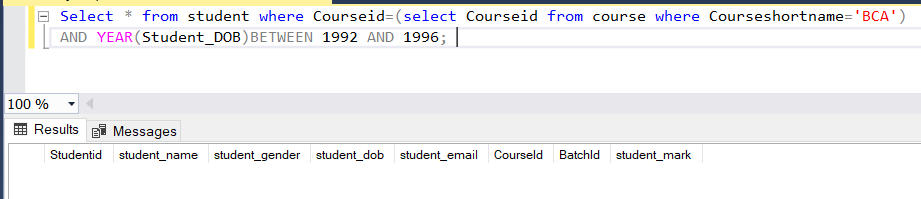 Select * from student where Courseid=(select Courseid from course where Courseshortname='BCA')
AND YEAR(Student_DOB)BETWEEN 1992 AND 1996;
100 %
Results Messages
Studentid student_name student_gender student_dob student_email CourseId BatchId student_mark